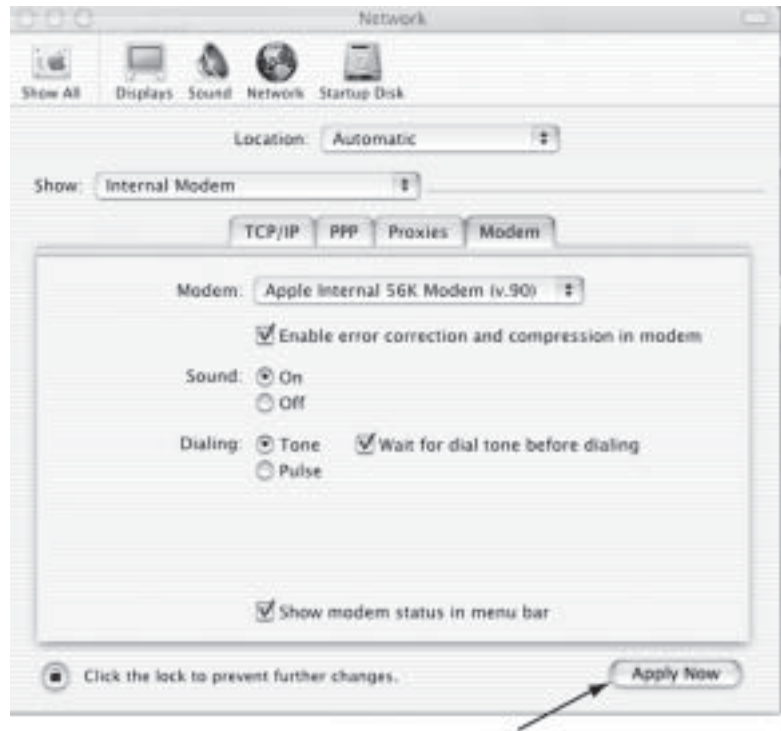 Network
Show All Displays Sound Network Startup Disk
Location: Automatic
Show: Internal Modem
TCP/IP PPP Proxies Modem
Modem: Apple Internal 56K Modem (v.90)
Enable error correction and compression in modem
Sound: On
Off
Dialing: Tone Wait for dial tone before dialing
Pulse
Show modem status in menu bar
Click the lock to prevent further changes. Apply Now